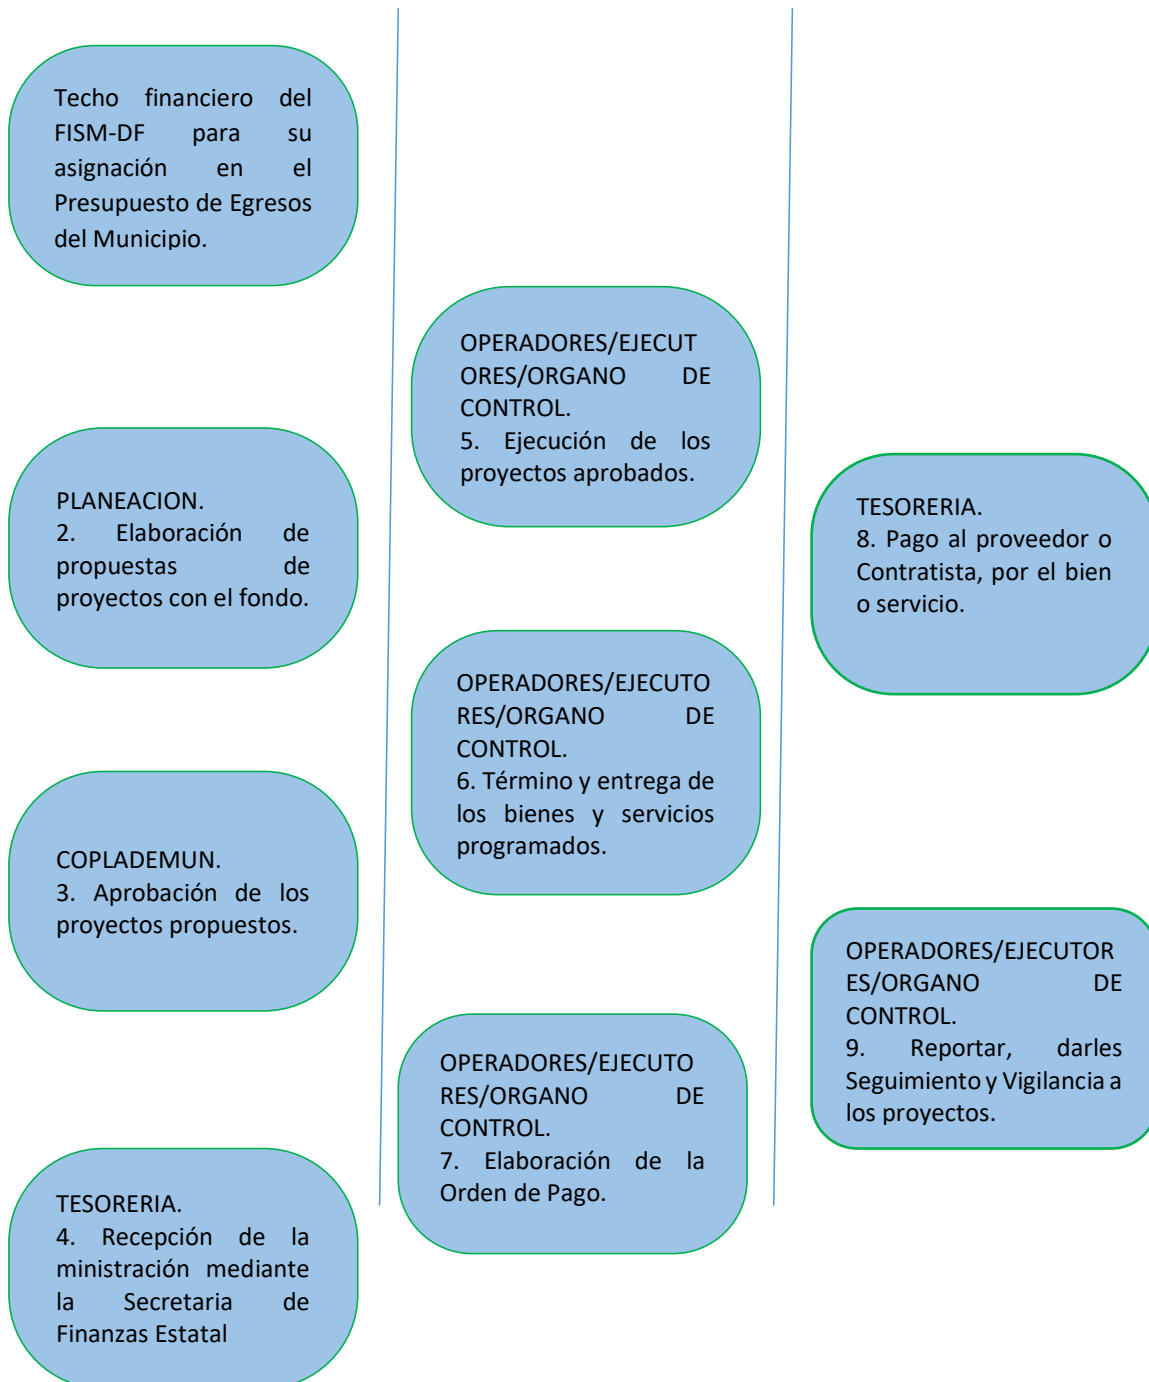 Techo financiero del
FISM-DF para su
asignación en el
Presupuesto de Egresos
del Municipio.
PLANEACION.
2. Elaboración de
propuestas de
proyectos con el fondo.
COPLADEMUN.
3. Aprobación de los
proyectos propuestos.
TESORERIA.
4. Recepción de la
ministración mediante
la Secretaria de
Finanzas Estatal
OPERADORES/EJECUT
ORES/ORGANO DE
CONTROL.
5. Ejecución de los
proyectos aprobados.
OPERADORES/EJECUTO
RES/ORGANO DE
CONTROL.
6. Término y entrega de
los bienes y servicios
programados.
OPERADORES/EJECUTO
RES/ORGANO DE
CONTROL.
7. Elaboración de la
Orden de Pago.
TESORERIA.
8. Pago al proveedor o
Contratista, por el bien
o servicio.
OPERADORES/EJECUTOR
ES/ORGANO DE
CONTROL.
9. Reportar, darles
Seguimiento y Vigilancia a
los proyectos.